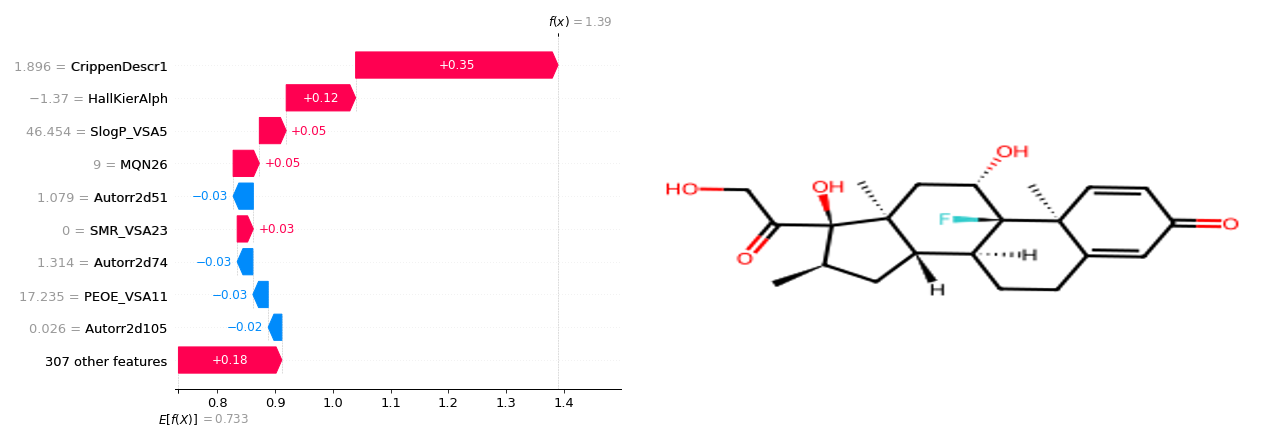 f(x) = 1.39
1.896 = CrippenDescr1
+0.35
−1.37 = HallKierAlph
+0.12
46.454 = SlogP_VSA5
+0.05
9 = MQN26
+0.05
1.079 = Autorr2d51
−0.03
0 = SMR_VSA23
+0.03
1.314 = Autorr2d74
−0.03
17.235 = PEOE_VSA11
−0.03
0.026 = Autorr2d105
−0.02
307 other features
+0.18
0.8 0.9 1.0 1.1 1.2 1.3 1.4
E[f(X)] = 0.733
OH
HO
OH
F
O
O
H
H